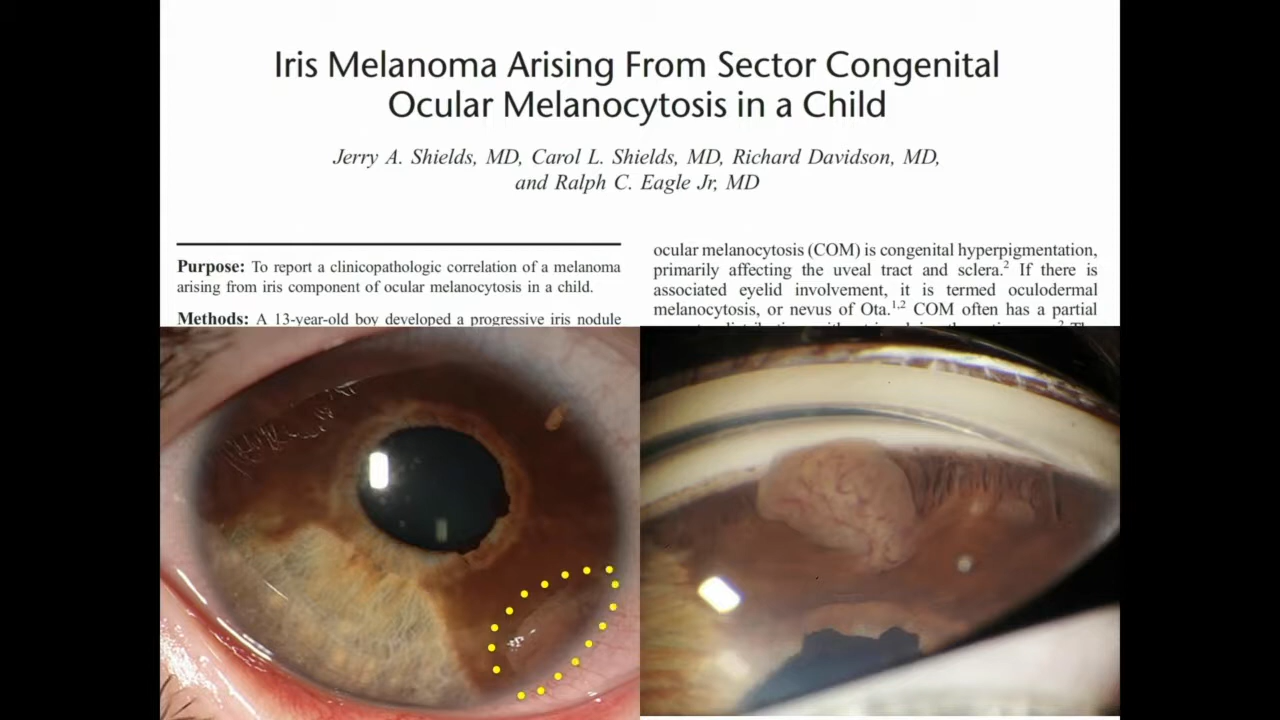 Iris Melanoma Arising From Sector Congenital
Ocular Melanocytosis in a Child
Jerry A. Shields, MD, Carol L. Shields, MD, Richard Davidson, MD,
and Ralph C. Eagle Jr, MD
Purpose: To report a clinicopathologic correlation of a melanoma
arising from iris component of ocular melanocytosis in a child.
Methods: A 13-year-old boy developed a progressive iris nodule
ocular melanocytosis (COM) is congenital hyperpigmentation,
primarily affecting the uveal tract and sclera.2 If there is
associated eyelid involvement, it is termed oculodermal
melanocytosis, or nevus of Ota.1,2 COM often has a partial